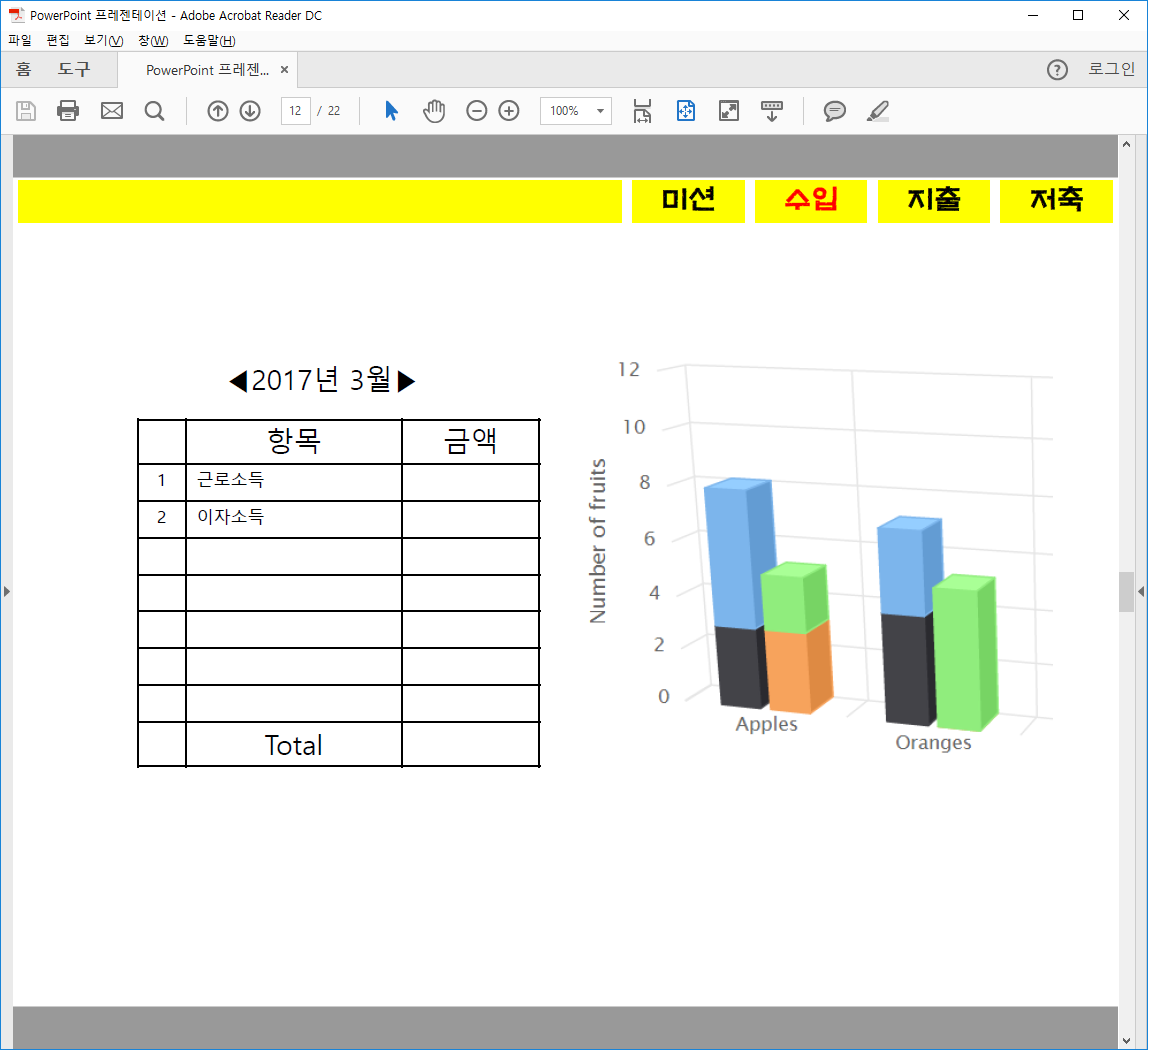 PowerPoint 프레젠테이션 - Adobe Acrobat Reader DC
파일 편집 보기(V) 창(W) 도움말(H)
홈 도구 PowerPoint 프레젠... × ? 로그인
12 / 22 100%
미션 수입 지출 저축
◀2017년 3월▶
항목 금액
1 근로소득
2 이자소득
Total
Number of fruits
12
10
8
6
4
2
0
Apples
Oranges